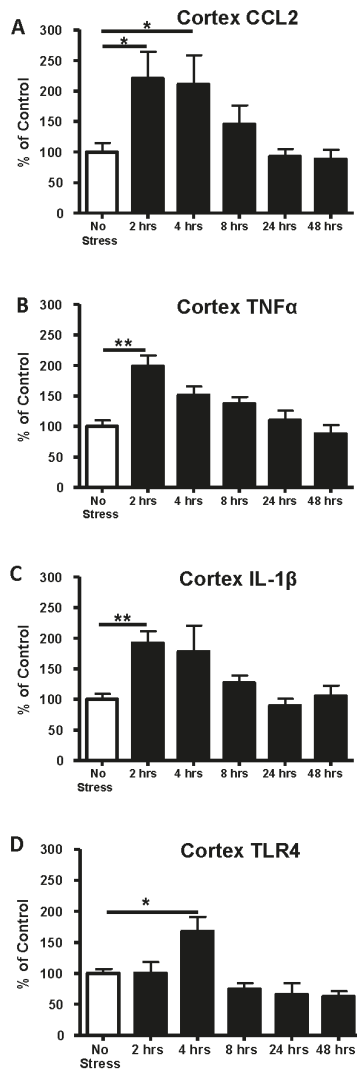 A
Cortex CCL2
*
*
% of Control
300
250
200
150
100
50
0
No Stress
2 hrs
4 hrs
8 hrs
24 hrs
48 hrs
B
Cortex TNFα
**
% of Control
300
250
200
150
100
50
0
No Stress
2 hrs
4 hrs
8 hrs
24 hrs
48 hrs
C
Cortex IL-1β
**
% of Control
300
250
200
150
100
50
0
No Stress
2 hrs
4 hrs
8 hrs
24 hrs
48 hrs
D
Cortex TLR4
*
% of Control
300
250
200
150
100
50
0
No Stress
2 hrs
4 hrs
8 hrs
24 hrs
48 hrs